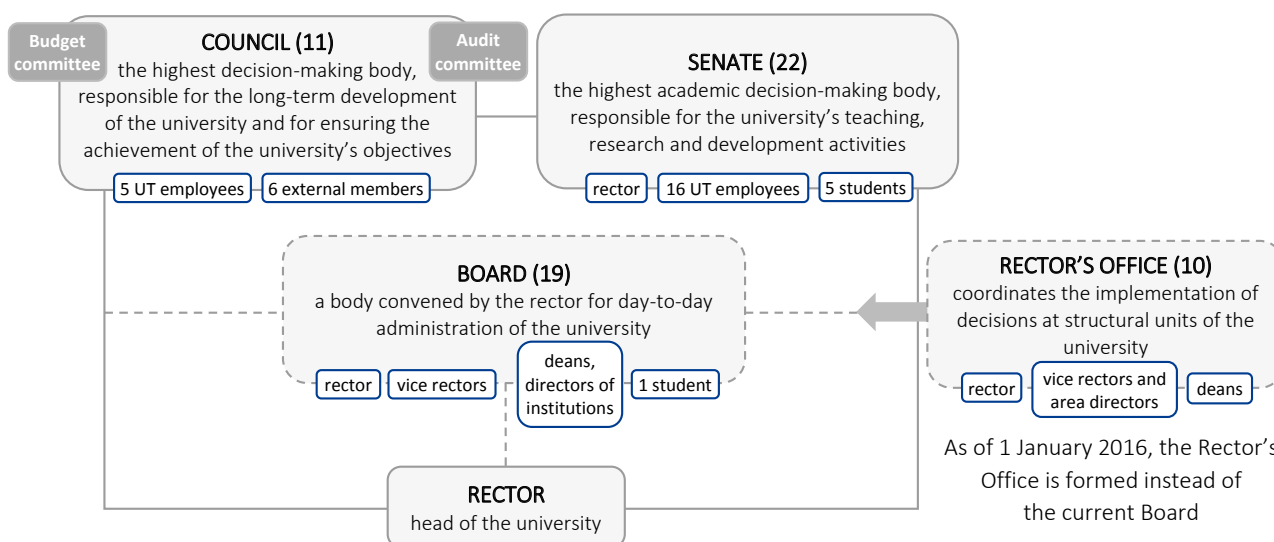 Budget
committee
COUNCIL (11)
the highest decision-making body,
responsible for the long-term development
of the university and for ensuring the
achievement of the university's objectives
5 UT employees
6 external members
Audit
committee
SENATE (22)
the highest academic decision-making body,
responsible for the university's teaching,
research and development activities
rector
16 UT employees
5 students
BOARD (19)
a body convened by the rector for day-to-day
administration of the university
rector
vice rectors
deans,
directors of
institutions
1 student
RECTOR'S OFFICE (10)
coordinates the implementation of
decisions at structural units of the
university
rector
vice rectors and
area directors
deans
As of 1 January 2016, the Rector's
Office is formed instead of
the current Board
RECTOR
head of the university